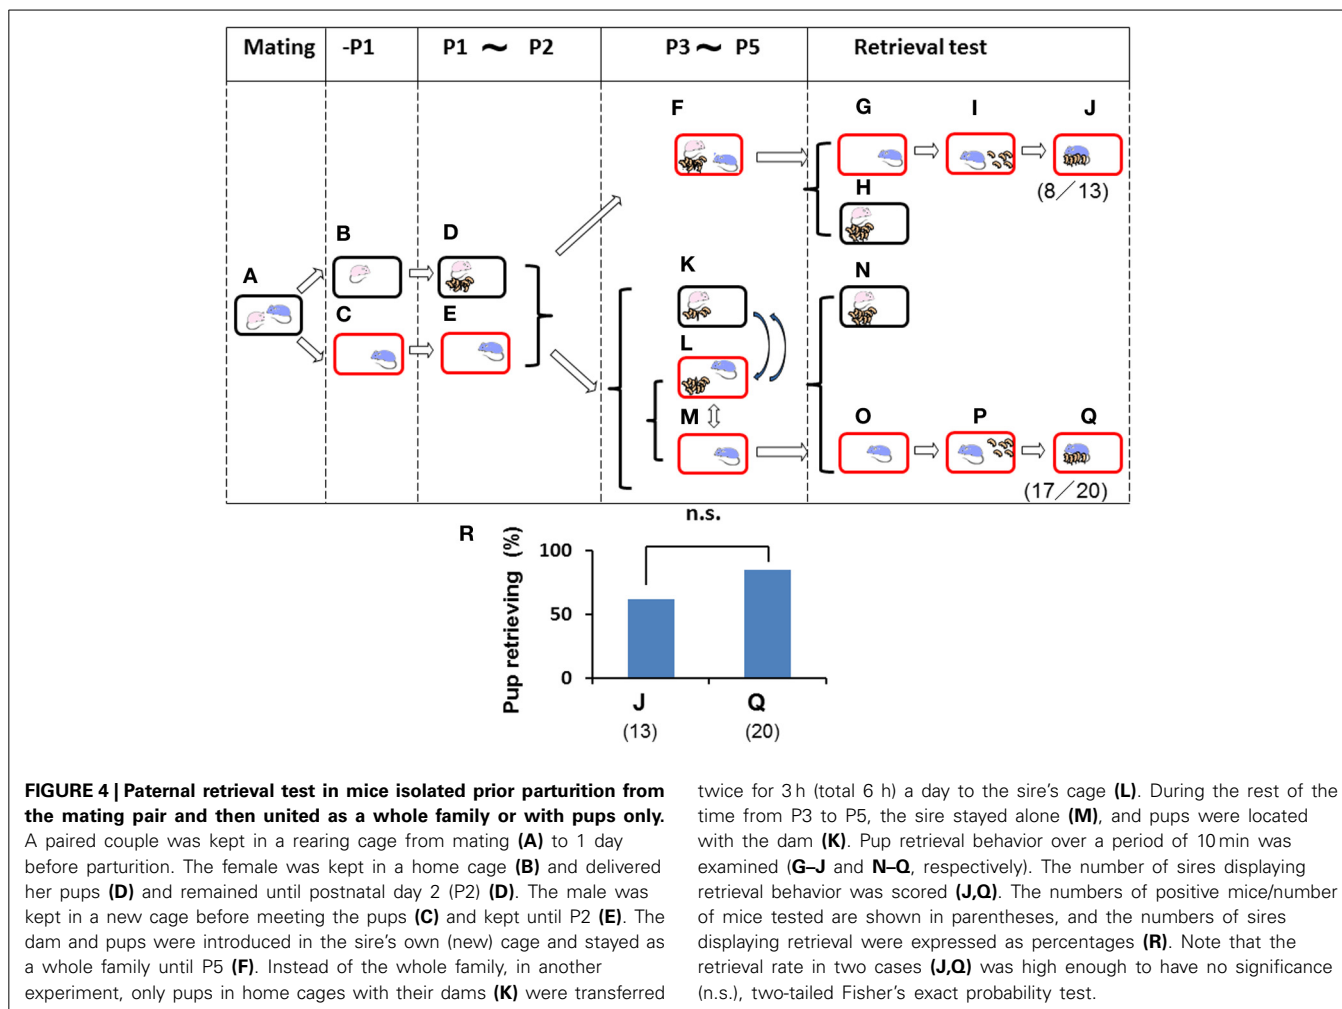 Mating -P1 P1 ~ P2 P3 ~ P5 Retrieval test
F G I J
(8/13)
H
B D
A
K N
C E
L
M O P Q
(17/20)
n.s.
R
Pup retrieving (%)
100
50
0
J Q
(13) (20)
FIGURE 4 | Paternal retrieval test in mice isolated prior parturition from
the mating pair and then united as a whole family or with pups only.
A paired couple was kept in a rearing cage from mating (A) to 1 day
before parturition. The female was kept in a home cage (B) and delivered
her pups (D) and remained until postnatal day 2 (P2) (D). The male was
kept in a new cage before meeting the pups (C) and kept until P2 (E). The
dam and pups were introduced in the sire's own (new) cage and stayed as
a whole family until P5 (F). Instead of the whole family, in another
experiment, only pups in home cages with their dams (K) were transferred
twice for 3 h (total 6 h) a day to the sire's cage (L). During the rest of the
time from P3 to P5, the sire stayed alone (M), and pups were located
with the dam (K). Pup retrieval behavior over a period of 10 min was
examined (G–J and N–Q, respectively). The number of sires displaying
retrieval behavior was scored (J,Q). The numbers of positive mice/number
of mice tested are shown in parentheses, and the numbers of sires
displaying retrieval were expressed as percentages (R). Note that the
retrieval rate in two cases (J,Q) was high enough to have no significance
(n.s.), two-tailed Fisher's exact probability test.